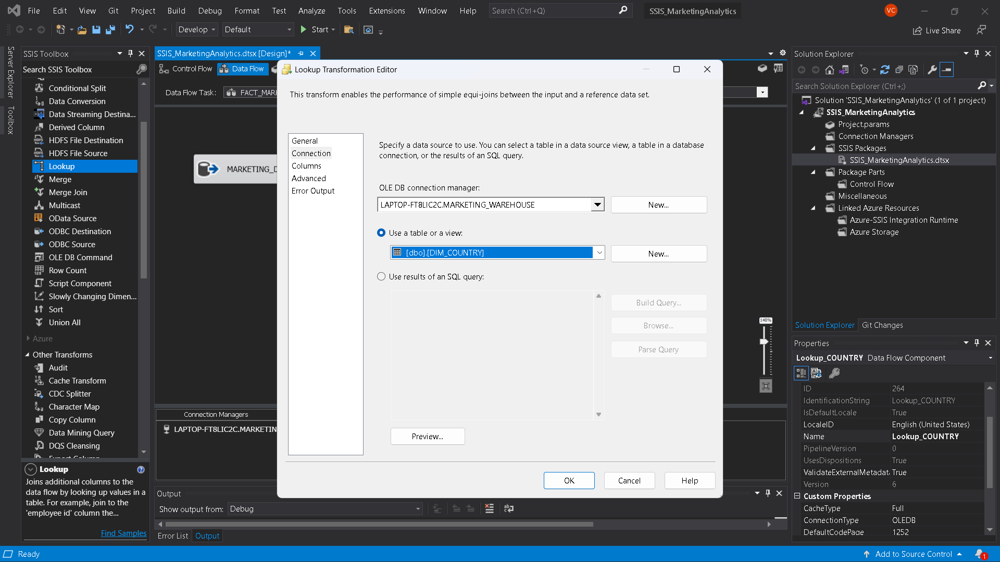 File Edit View Git Project Build Debug Format Test Analyze Tools Extensions Window Help Search (Ctrl+Q) SSIS_MarketingAnalytics VC
Develop Default Start Live Share
Server Explorer
Toolbox
SSIS Toolbox
Search SSIS Toolbox
Conditional Split
Data Conversion
Data Streaming Destina...
Derived Column
HDFS File Destination
HDFS File Source
Lookup
Merge
Merge Join
Multicast
OData Source
ODBC Destination
ODBC Source
OLE DB Command
Row Count
Script Component
Slowly Changing Dimen...
Sort
Union All
Azure
Other Transforms
Audit
Cache Transform
CDC Splitter
Character Map
Copy Column
Data Mining Query
DQS Cleansing
Lookup
Joins additional columns to the
data flow by looking up values in a
table. For example, join to the
'employee id' column the...
Find Samples
SSIS_MarketingAnalytics.dtsx [Design]*
Control Flow Data Flow
Data Flow Task: FACT_MAR
MARKETING_D
140%
Connection Managers
LAPTOP-FT8LIC2C.MARKETIN
Lookup Transformation Editor
This transform enables the performance of simple equi-joins between the input and a reference data set.
General
Connection
Columns
Advanced
Error Output
Specify a data source to use. You can select a table in a data source view, a table in a database
connection, or the results of an SQL query.
OLE DB connection manager:
LAPTOP-FT8LIC2C.MARKETING_WAREHOUSE New...
Use a table or a view:
[dbo].[DIM_COUNTRY] New...
Use results of an SQL query:
Build Query...
Browse...
Parse Query
Preview...
OK Cancel Help
Output
Show output from: Debug
Error List Output
Solution Explorer
Search Solution Explorer (Ctrl+;)
Solution 'SSIS_MarketingAnalytics' (1 of 1 project)
SSIS_MarketingAnalytics
Project.params
Connection Managers
SSIS Packages
SSIS_MarketingAnalytics.dtsx
Package Parts
Control Flow
Miscellaneous
Linked Azure Resources
Azure-SSIS Integration Runtime
Azure Storage
Solution Explorer Git Changes
Properties
Lookup_COUNTRY Data Flow Component
ID 264
IdentificationString Lookup_COUNTRY
IsDefaultLocale True
LocaleID English (United States)
Name Lookup_COUNTRY
PipelineVersion 0
UsesDispositions True
ValidateExternalMetadat True
Version 6
Custom Properties
CacheType Full
ConnectionType OLEDB
DefaultCodePage 1252
Ready Add to Source Control 1